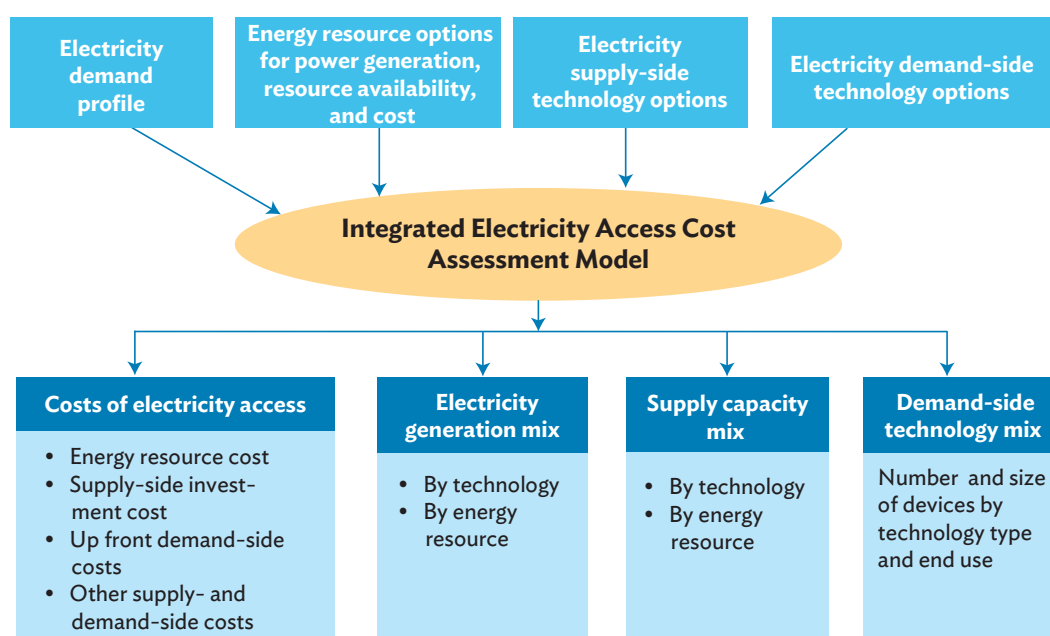 Electricity
demand
profile
Energy resource options
for power generation,
resource availability,
and cost
Electricity
supply-side
technology options
Electricity demand-side
technology options
Integrated Electricity Access Cost
Assessment Model
Costs of electricity access
• Energy resource cost
• Supply-side invest-
ment cost
• Up front demand-side
costs
• Other supply- and
demand-side costs
Electricity
generation mix
• By technology
• By energy
resource
Supply capacity
mix
• By technology
• By energy
resource
Demand-side
technology mix
Number and size
of devices by
technology type
and end use